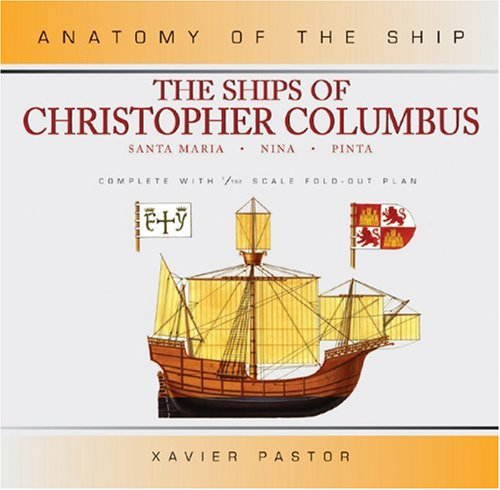 ANATOMY OF THE SHIP
THE SHIPS OF
CHRISTOPHER COLUMBUS
SANTA MARIA • NINA • PINTA
COMPLETE WITH 1/192 SCALE FOLD-OUT PLAN
F Y
XAVIER PASTOR